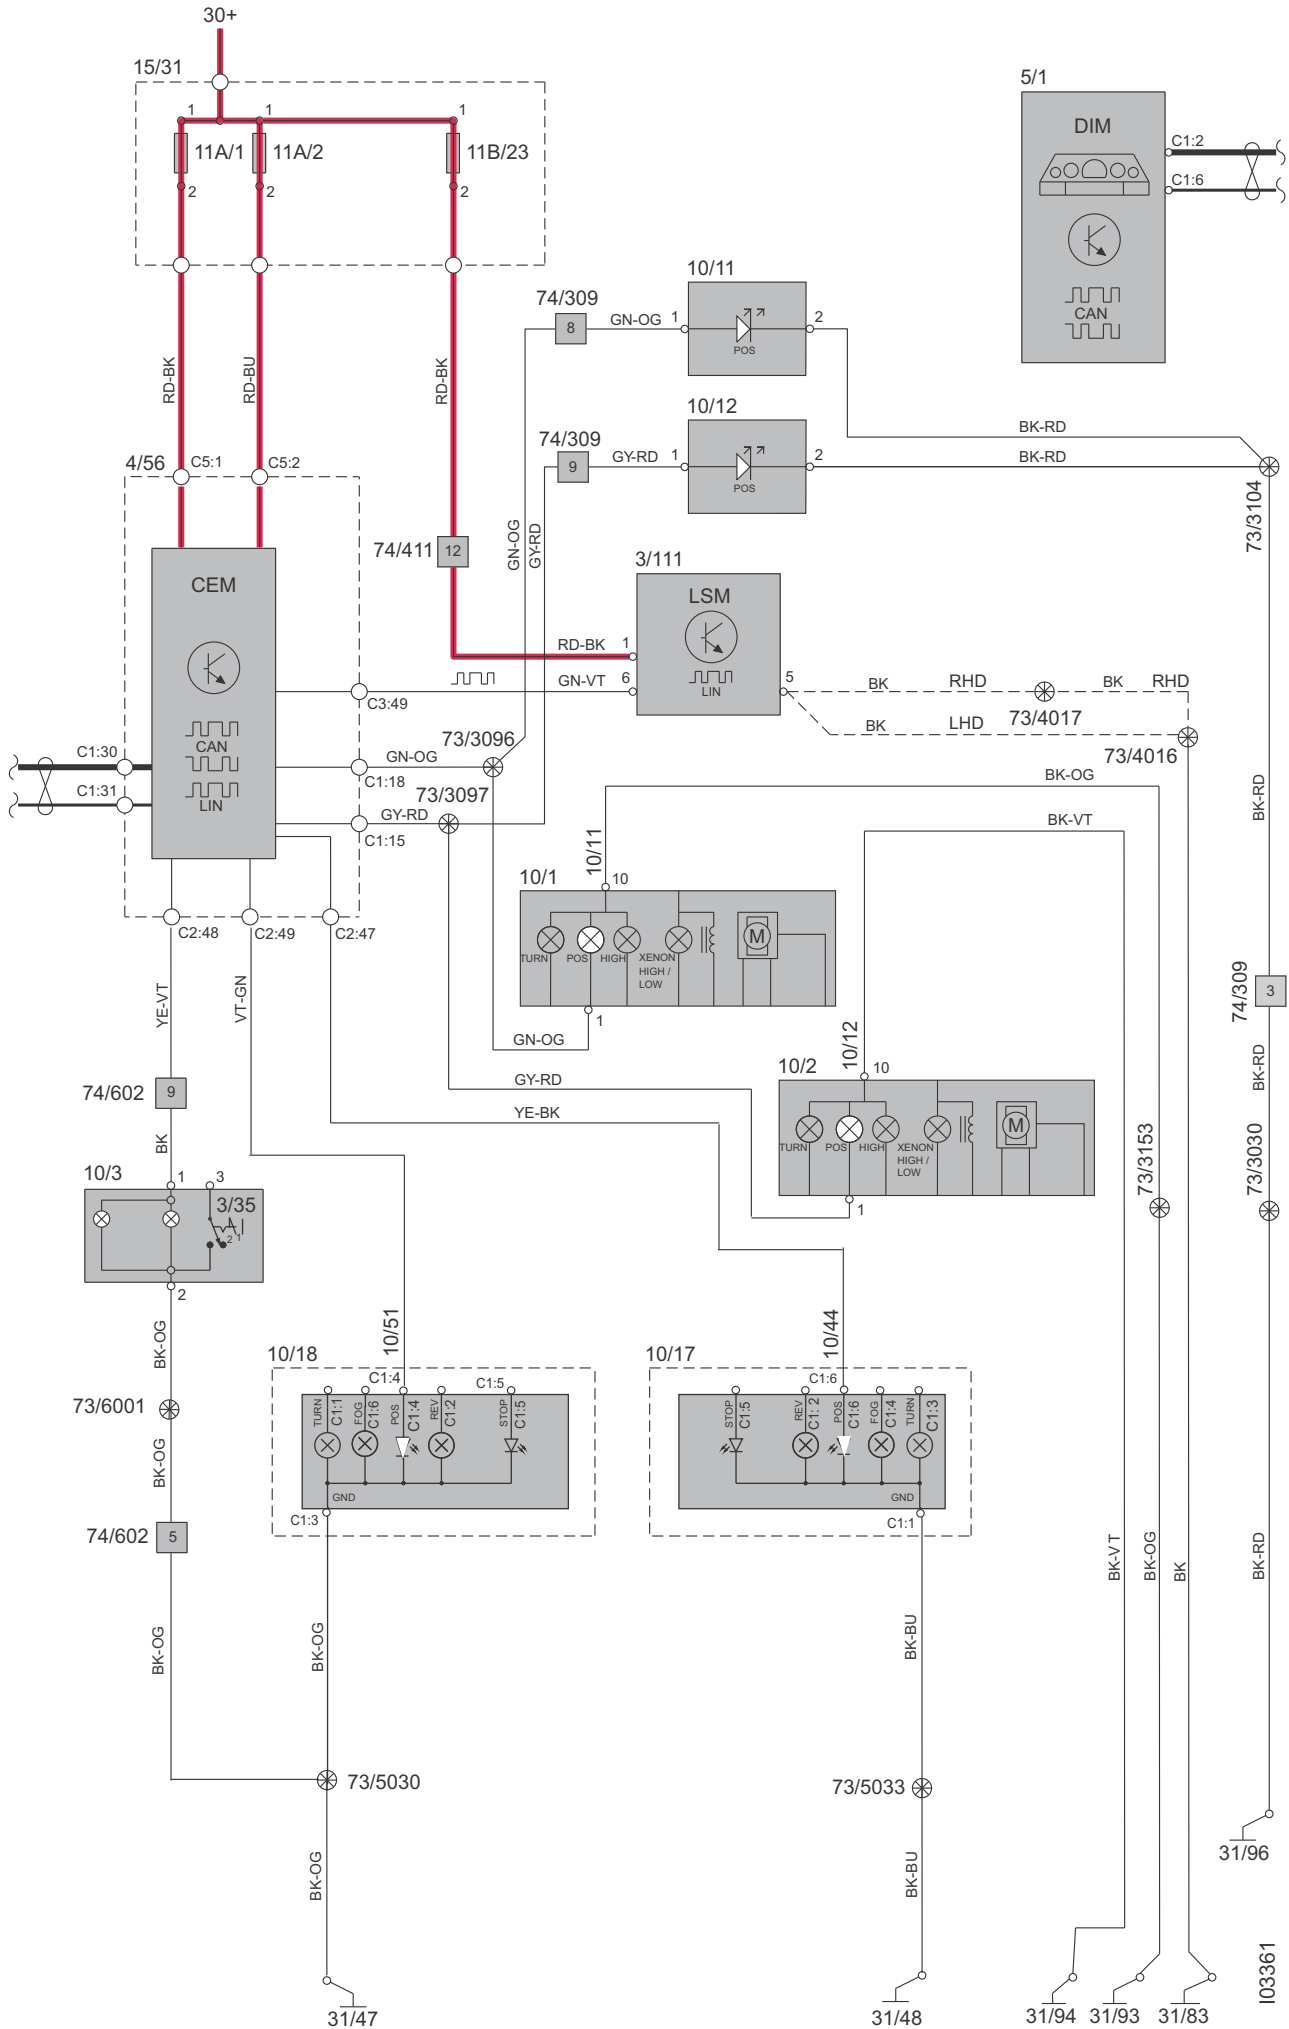 30+
15/31
5/1
1
1
1
11A/1
11A/2
11B/23
2
2
2
DIM
C1:2
C1:6
CAN
10/11
74/309
8
GN-OG
1
POS
2
BK-RD
RD-BK
RD-BU
RD-BK
10/12
74/309
9
GY-RD
1
POS
2
BK-RD
73/3104
4/56
C5:1
C5:2
74/411
12
GN-OG
GY-RD
3/111
CEM
LSM
LIN
RD-BK
1
GN-VT
6
5
C3:49
BK
RHD
73/4017
BK
RHD
BK
LHD
73/4016
CAN
LIN
C1:30
C1:31
GN-OG
73/3096
C1:18
73/3097
GY-RD
C1:15
BK-OG
BK-VT
BK-RD
10/11
10/1
10
TURN
POS
HIGH
XENON
HIGH /
LOW
M
1
GN-OG
C2:48
C2:49
C2:47
YE-VT
VT-GN
74/309
3
BK-RD
10/12
10/2
10
TURN
POS
HIGH
XENON
HIGH /
LOW
M
1
GY-RD
YE-BK
74/602
9
BK
10/3
1
3
3/35
2
1
2
73/3153
73/3030
BK-OG
73/6001
BK-OG
74/602
5
BK-OG
10/51
10/18
C1:4
C1:5
TURN
C1:1
FOG
C1:6
POS
C1:4
REV
C1:2
STOP
C1:5
GND
C1:3
10/44
10/17
C1:6
STOP
C1:5
REV
C1: 2
POS
C1:6
FOG
C1:4
TURN
C1:3
GND
C1:1
BK-VT
BK-OG
BK
BK-RD
BK-OG
BK-BU
73/5030
73/5033
BK-OG
BK-BU
31/96
31/47
31/48
31/94
31/93
31/83
I03361